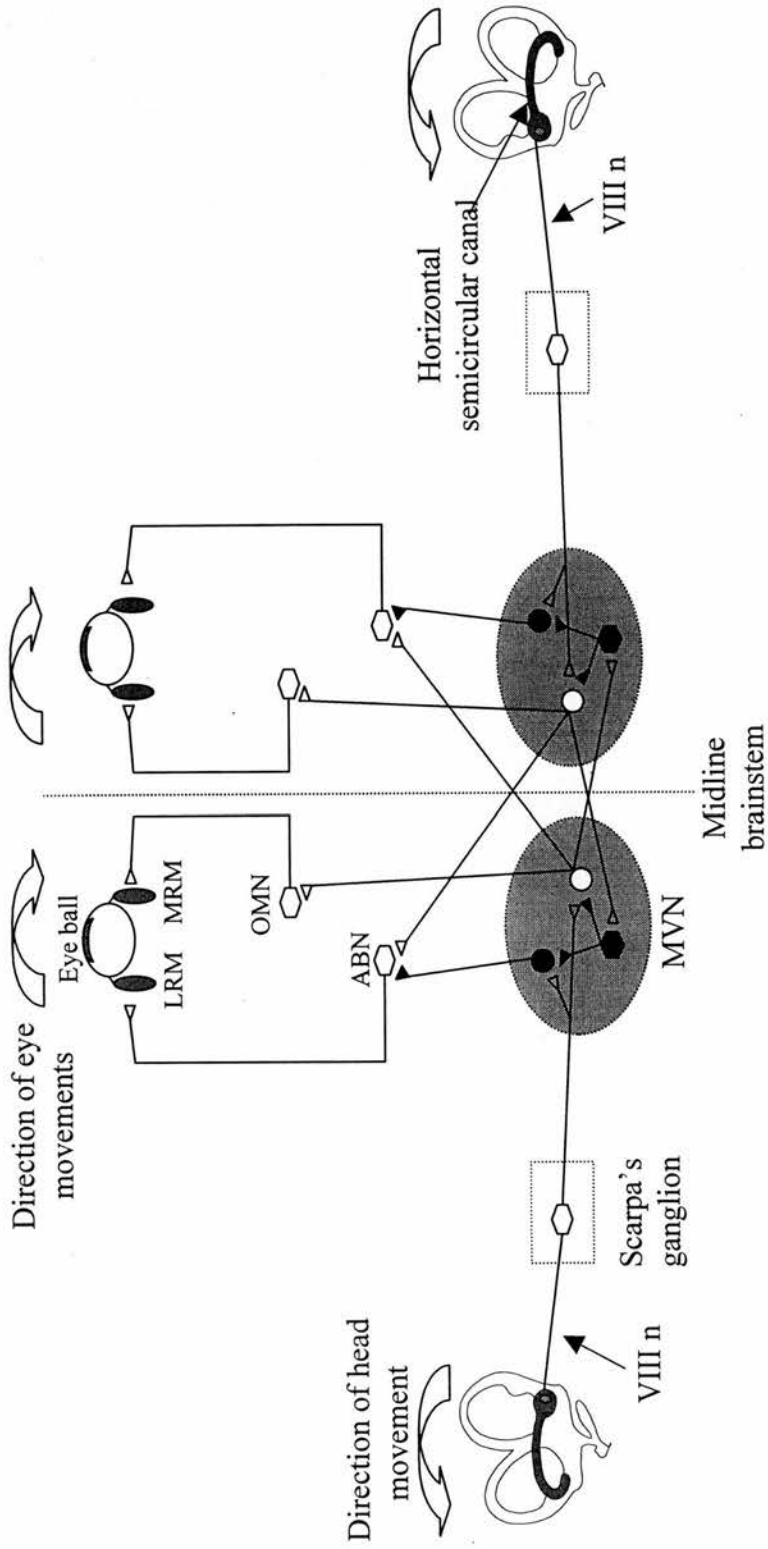 Direction of eye
movements
Eye ball
LRM
MRM
OMN
ABN
Direction of head
movement
VIII n
Scarpa's
ganglion
MVN
Midline
brainstem
Horizontal
semicircular canal
VIII n